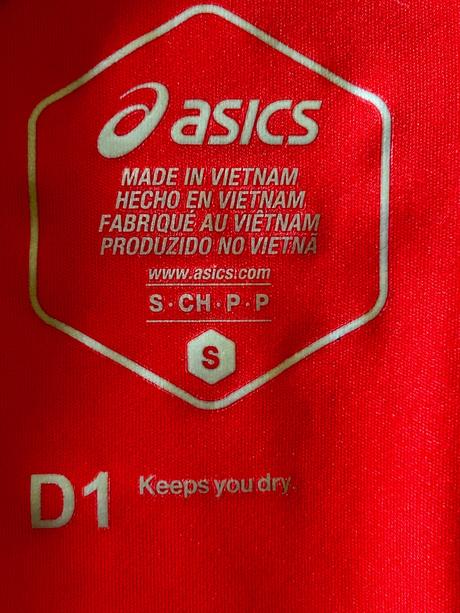 asics
MADE IN VIETNAM
HECHO EN VIETNAM
FABRIQUÉ AU VIÊTNAM
PRODUZIDO NO VIETNÃ
www.asics.com
S·CH·P·P
S
D1 Keeps you dry.